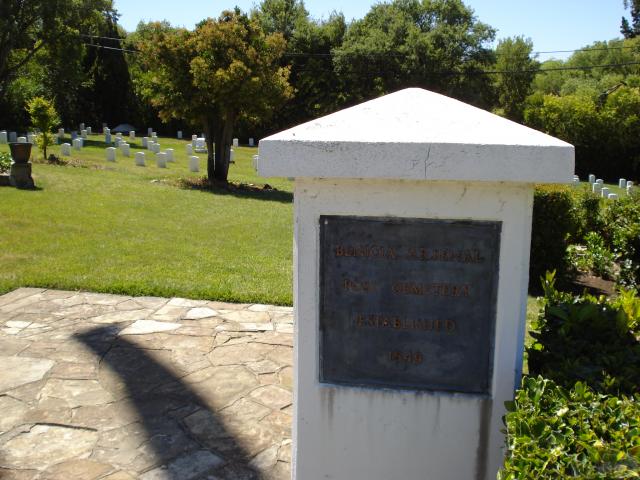 BENICIA ARSENAL
POST CEMETERY
ESTABLISHED
1849